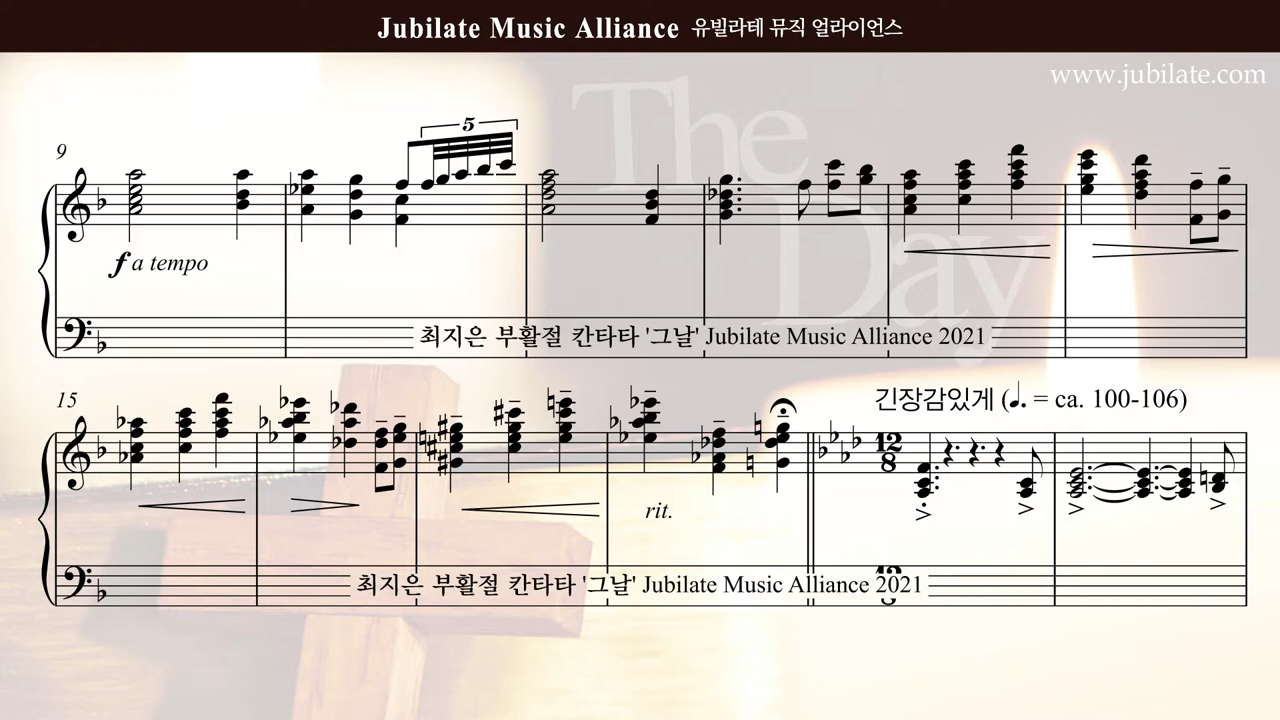 Jubilate Music Alliance 유빌라테 뮤직 얼라이언스
www.jubilate.com
The
Day
9
5
f a tempo
최지은 부활절 칸타타 '그날' Jubilate Music Alliance 2021
15
긴장감있게 (♩. = ca. 100-106)
12
8
rit.
최지은 부활절 칸타타 '그날' Jubilate Music Alliance 2021